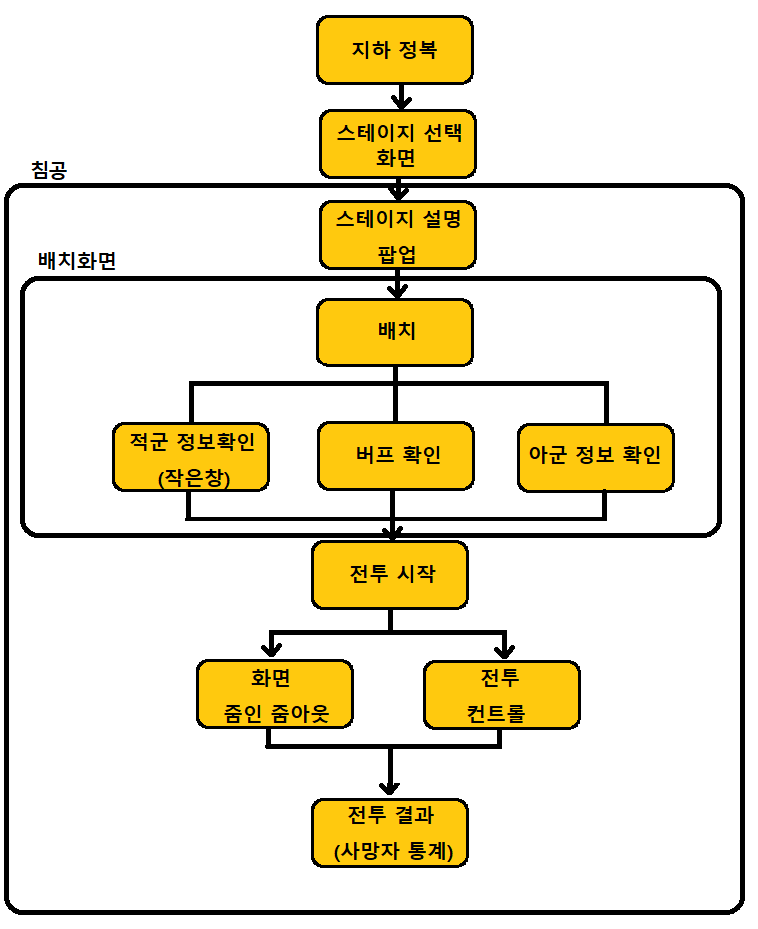 지하 정복
스테이지 선택
화면
침공
스테이지 설명
팝업
배치화면
배치
적군 정보확인
(작은창)
버프 확인
아군 정보 확인
전투 시작
화면
줌인 줌아웃
전투
컨트롤
전투 결과
(사망자 통계)